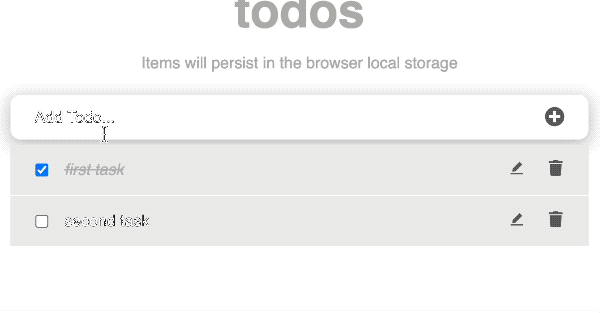 todos
Items will persist in the browser local storage
Add Todo...
first task
second task